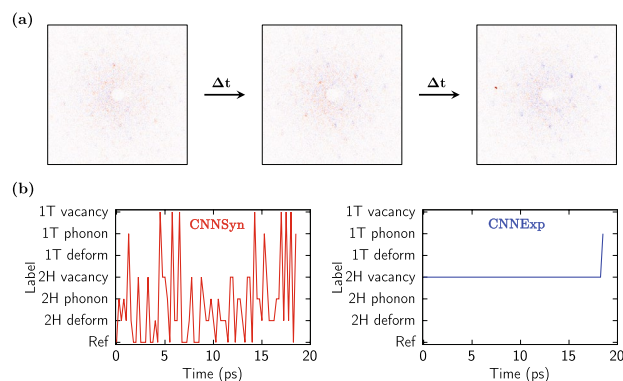 (a)
Δt
Δt
(b)
1T vacancy
1T phonon
1T deform
2H vacancy
2H phonon
2H deform
Ref
Label
CNNSyn
0
5
10
15
20
Time (ps)
1T vacancy
1T phonon
1T deform
2H vacancy
2H phonon
2H deform
Ref
Label
CNNExp
0
5
10
15
20
Time (ps)